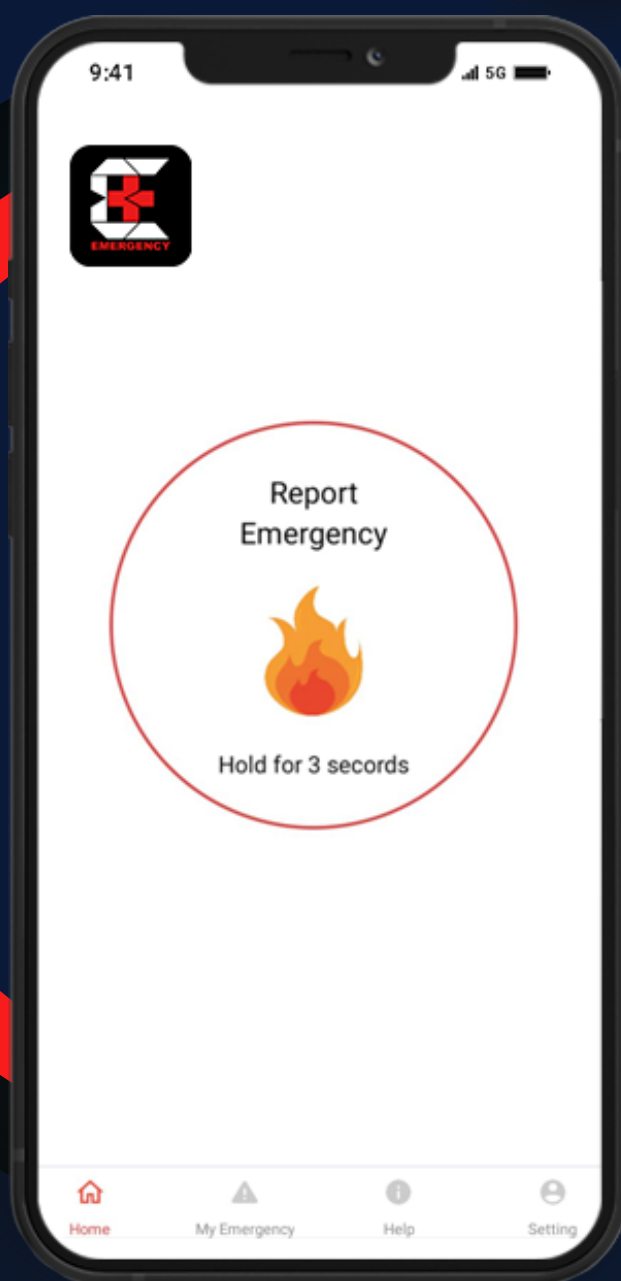 9:41
5G
EMERGENCY
Report
Emergency
Hold for 3 secords
Home
My Emergency
Help
Setting